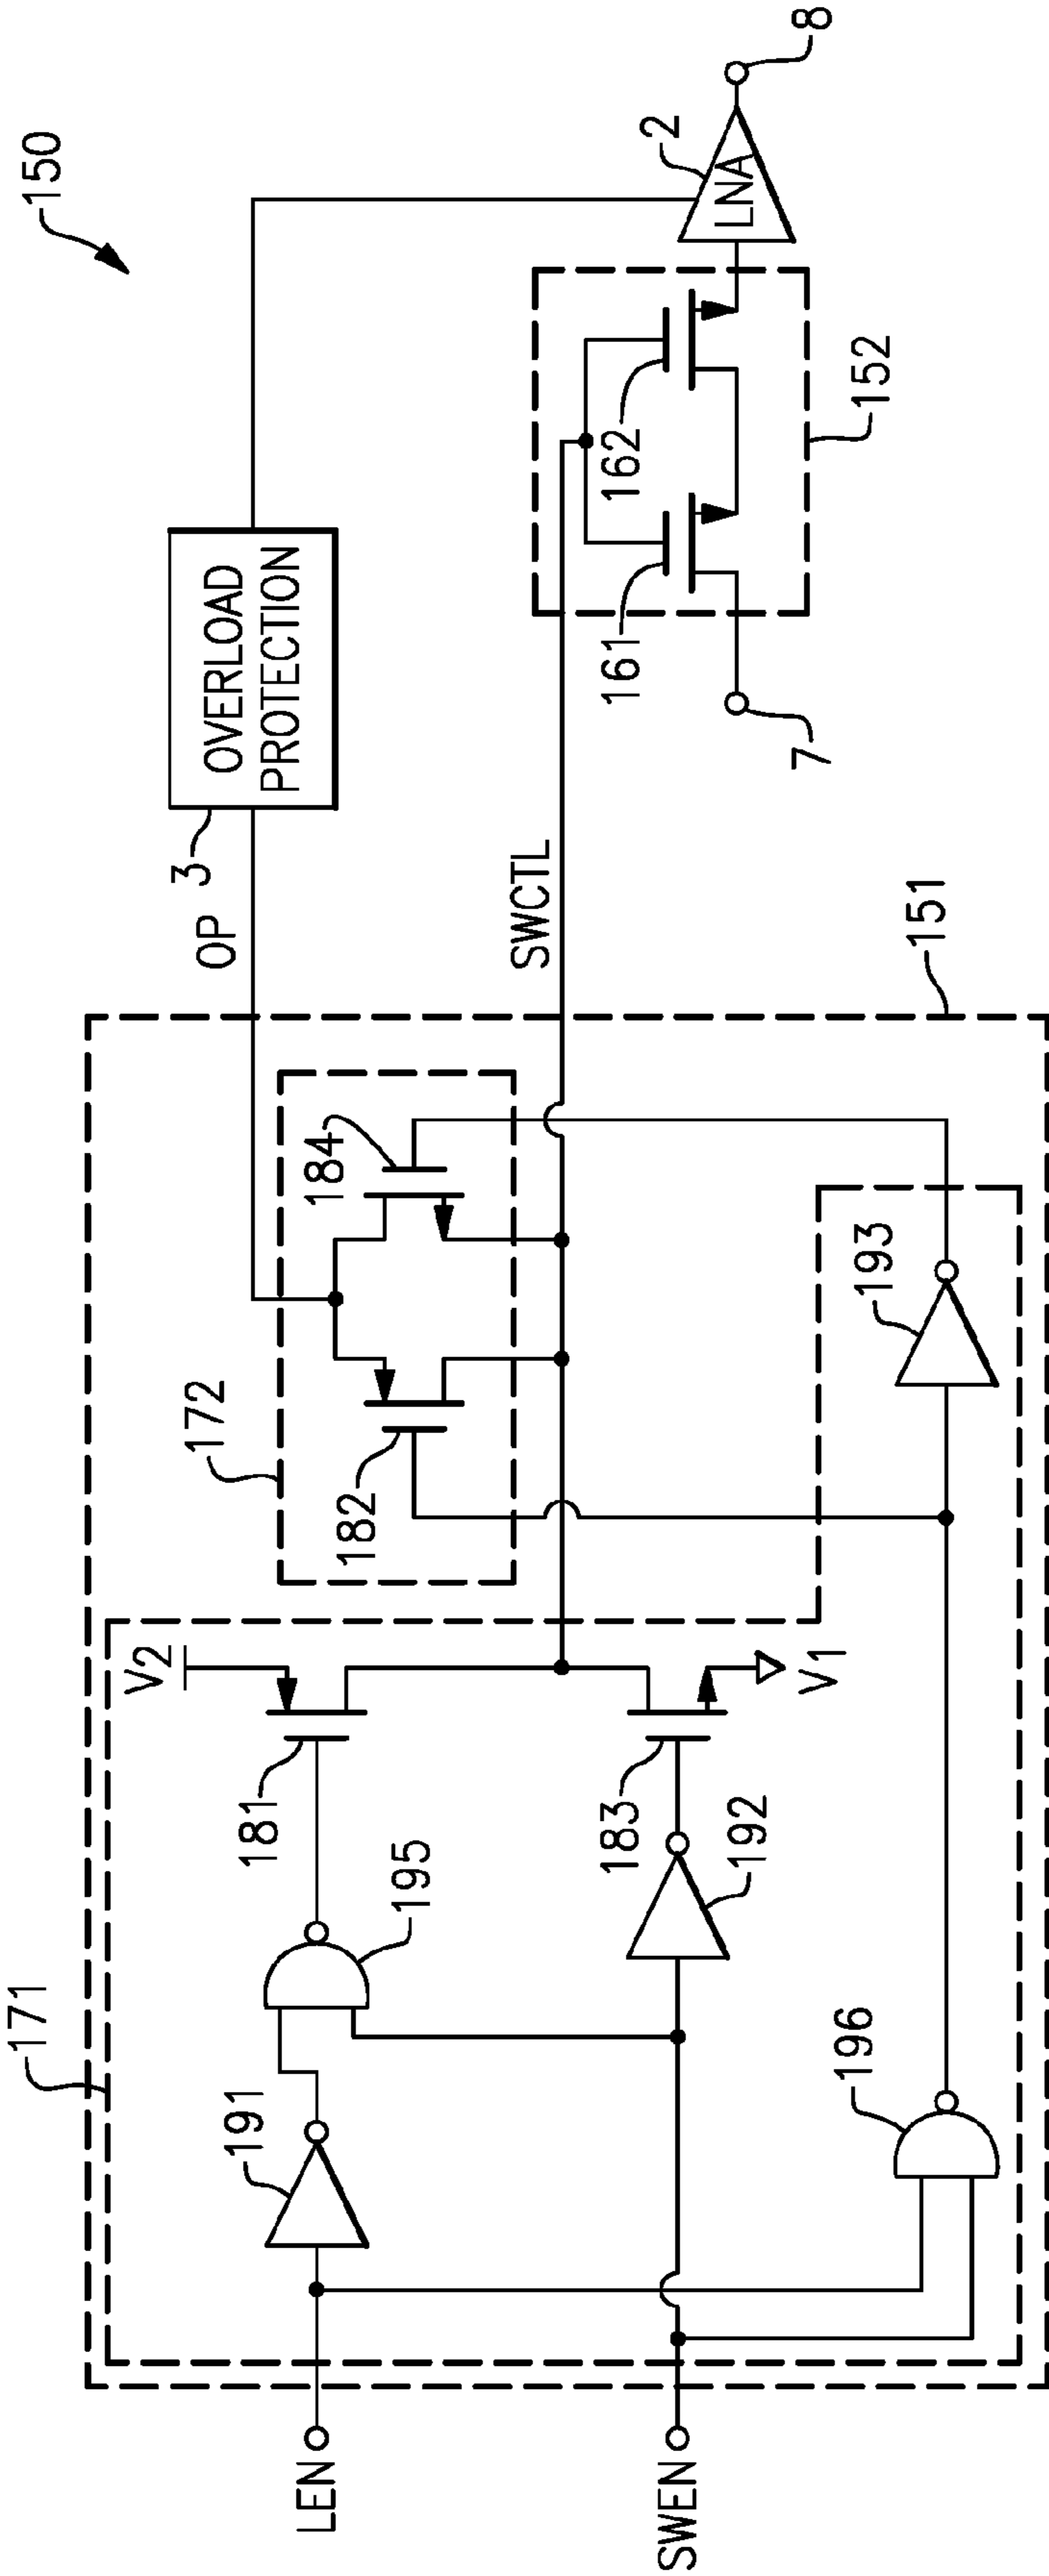 150
OVERLOAD
PROTECTION
3
OP
2
LNA
8
SWCTL
161
162
7
152
151
171
172
V2
181
182
184
195
191
LEN
183
V1
192
193
SWEN
196